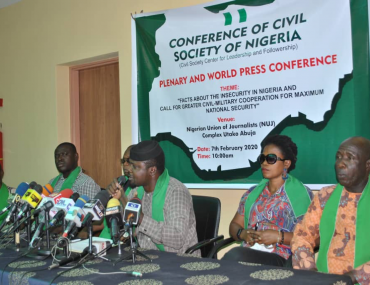 CONFERENCE OF CIVIL
SOCIETY OF NIGERIA
(Civil Society Center for Leadership and Followership)
PLENARY AND WORLD PRESS CONFERENCE
THEME:
"FACTS ABOUT THE INSECURITY IN NIGERIA AND
CALL FOR GREATER CIVIL-MILITARY COOPERATION FOR MAXIMUM
NATIONAL SECURITY"
Venue:
Nigerian Union of Journalists (NUJ)
Complex Utako Abuja
Date: 7th February 2020
Time: 10:00am